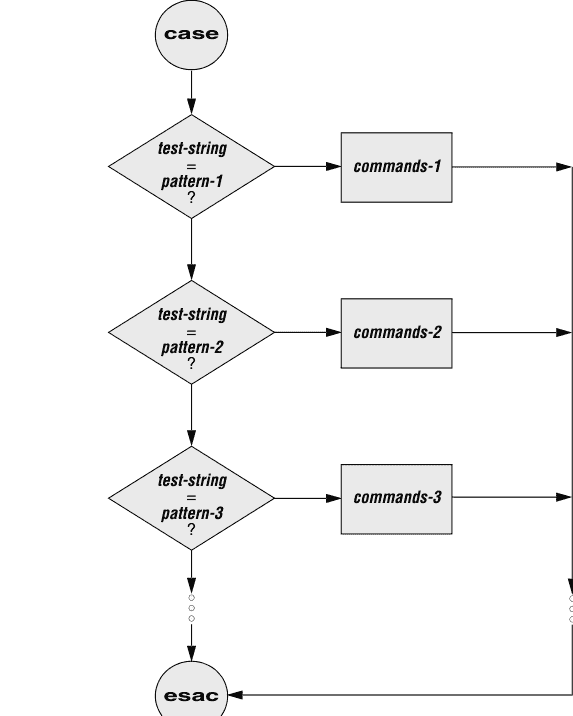 case
test-string
=
pattern-1
?
commands-1
test-string
=
pattern-2
?
commands-2
test-string
=
pattern-3
?
commands-3
esac